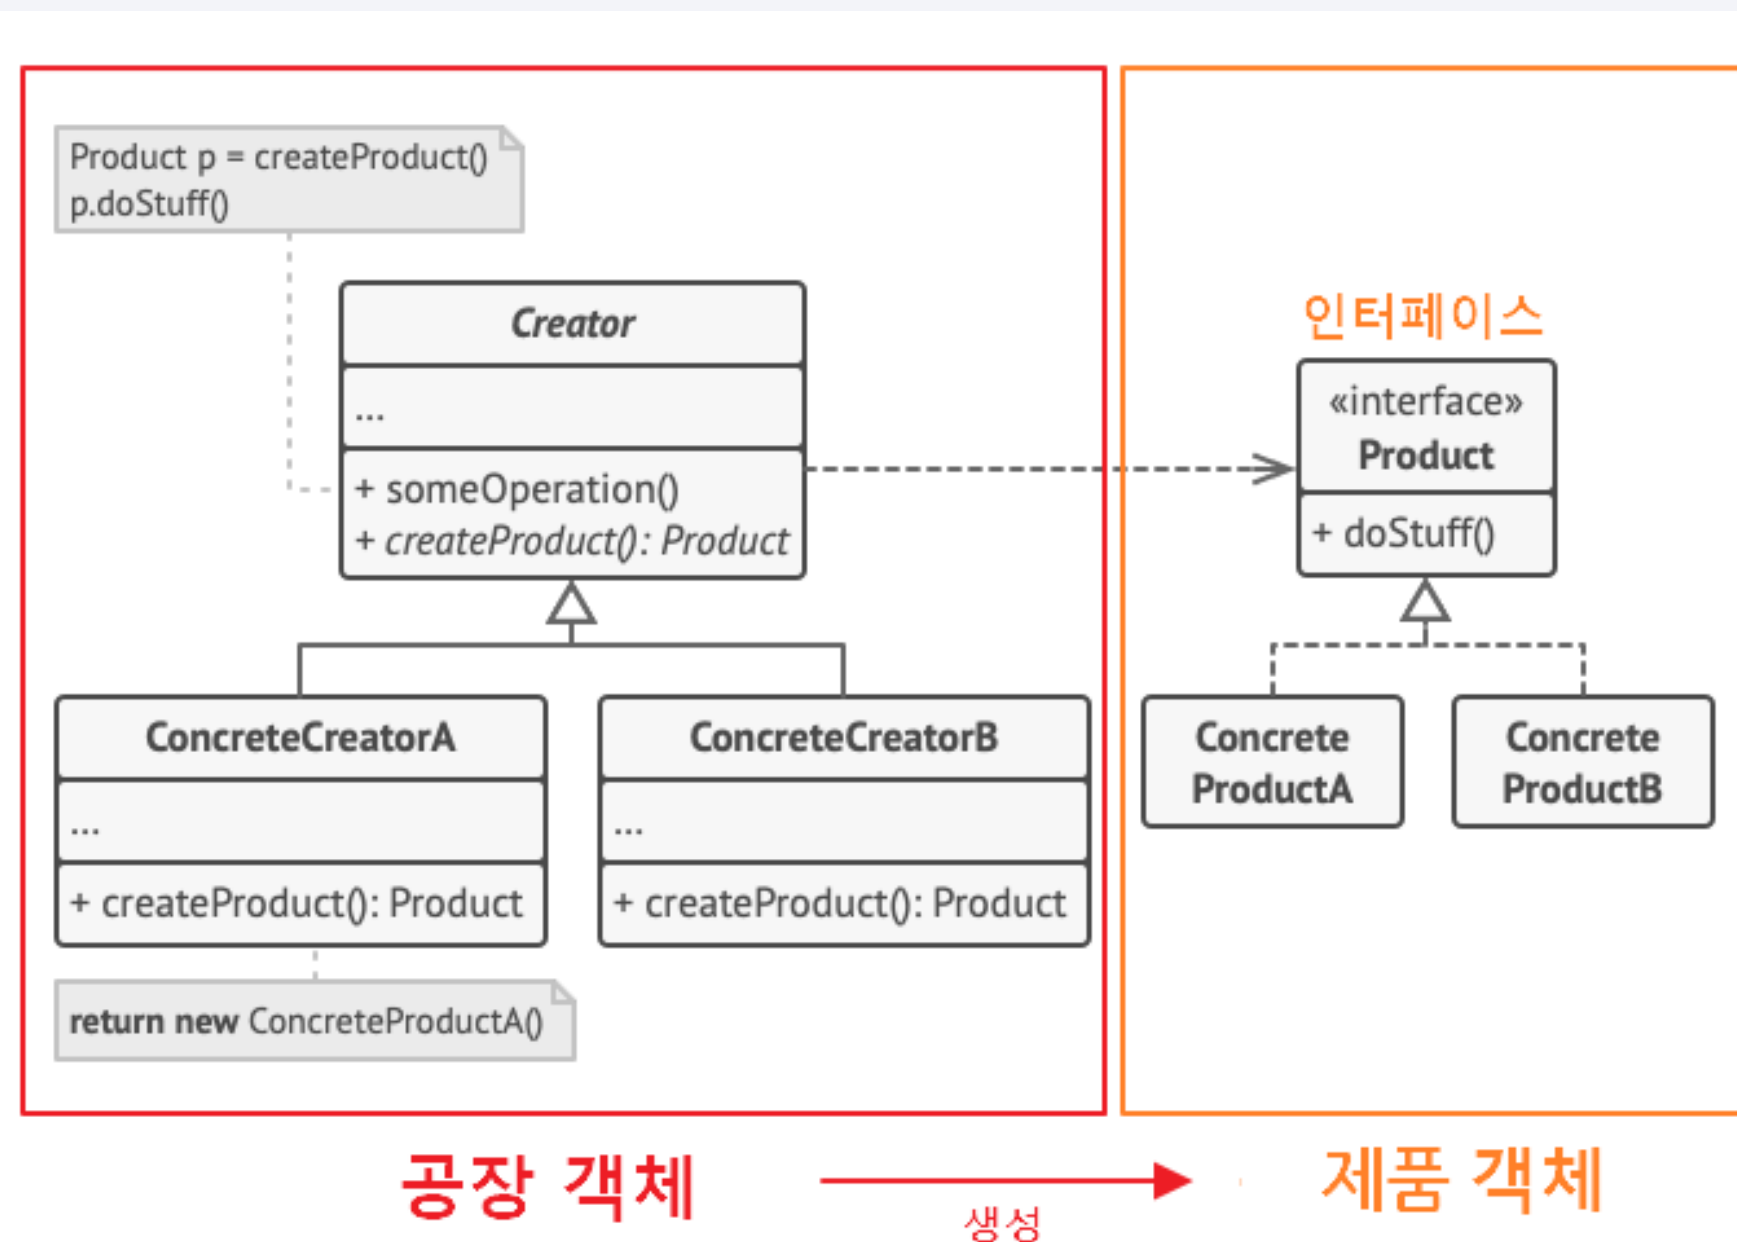 Product p = createProduct()
p.doStuff()
Creator
...
+ someOperation()
+ createProduct(): Product
ConcreteCreatorA
...
+ createProduct(): Product
return new ConcreteProductA()
ConcreteCreatorB
...
+ createProduct(): Product
인터페이스
«interface»
Product
+ doStuff()
Concrete
ProductA
Concrete
ProductB
공장 객체
생성
제품 객체